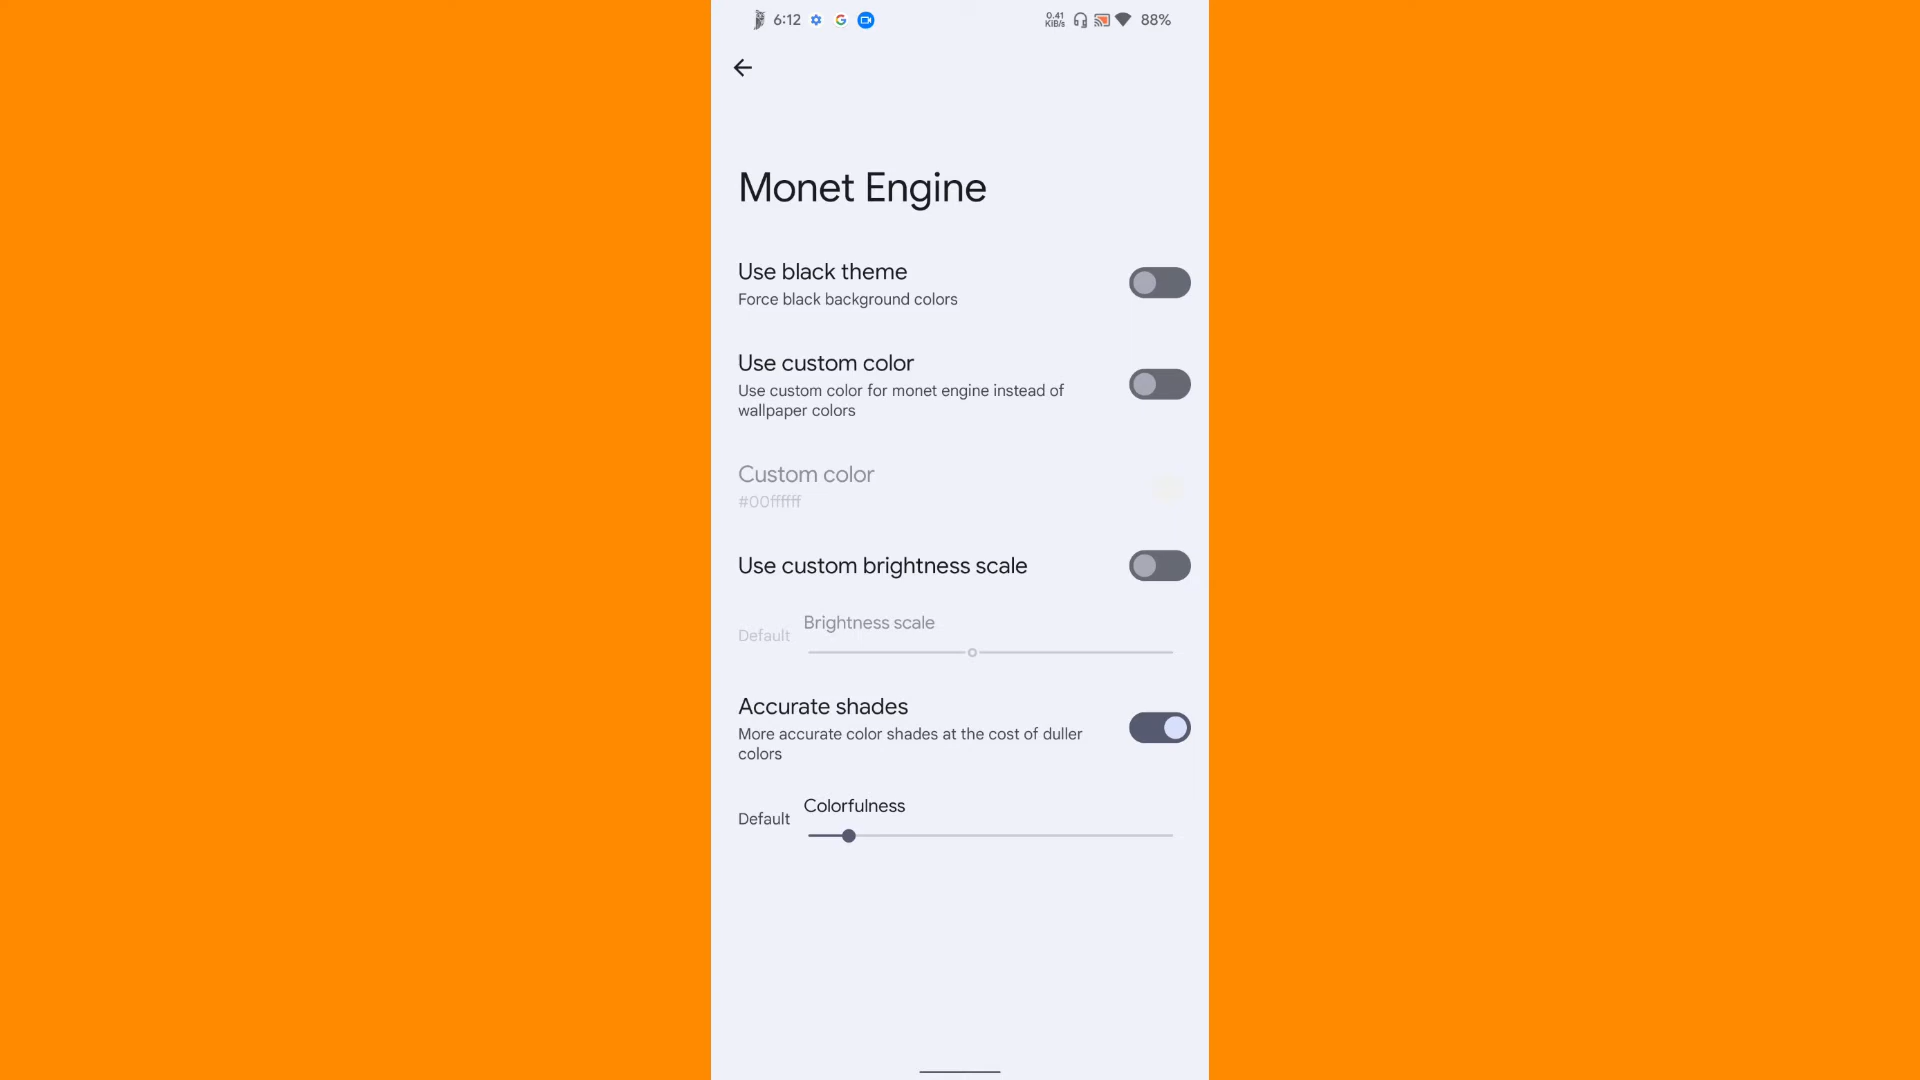 6:12
0.41
KiB/s
88%
Monet Engine
Use black theme
Force black background colors
Use custom color
Use custom color for monet engine instead of
wallpaper colors
Custom color
#00ffffff
Use custom brightness scale
Brightness scale
Default
Accurate shades
More accurate color shades at the cost of duller
colors
Colorfulness
Default